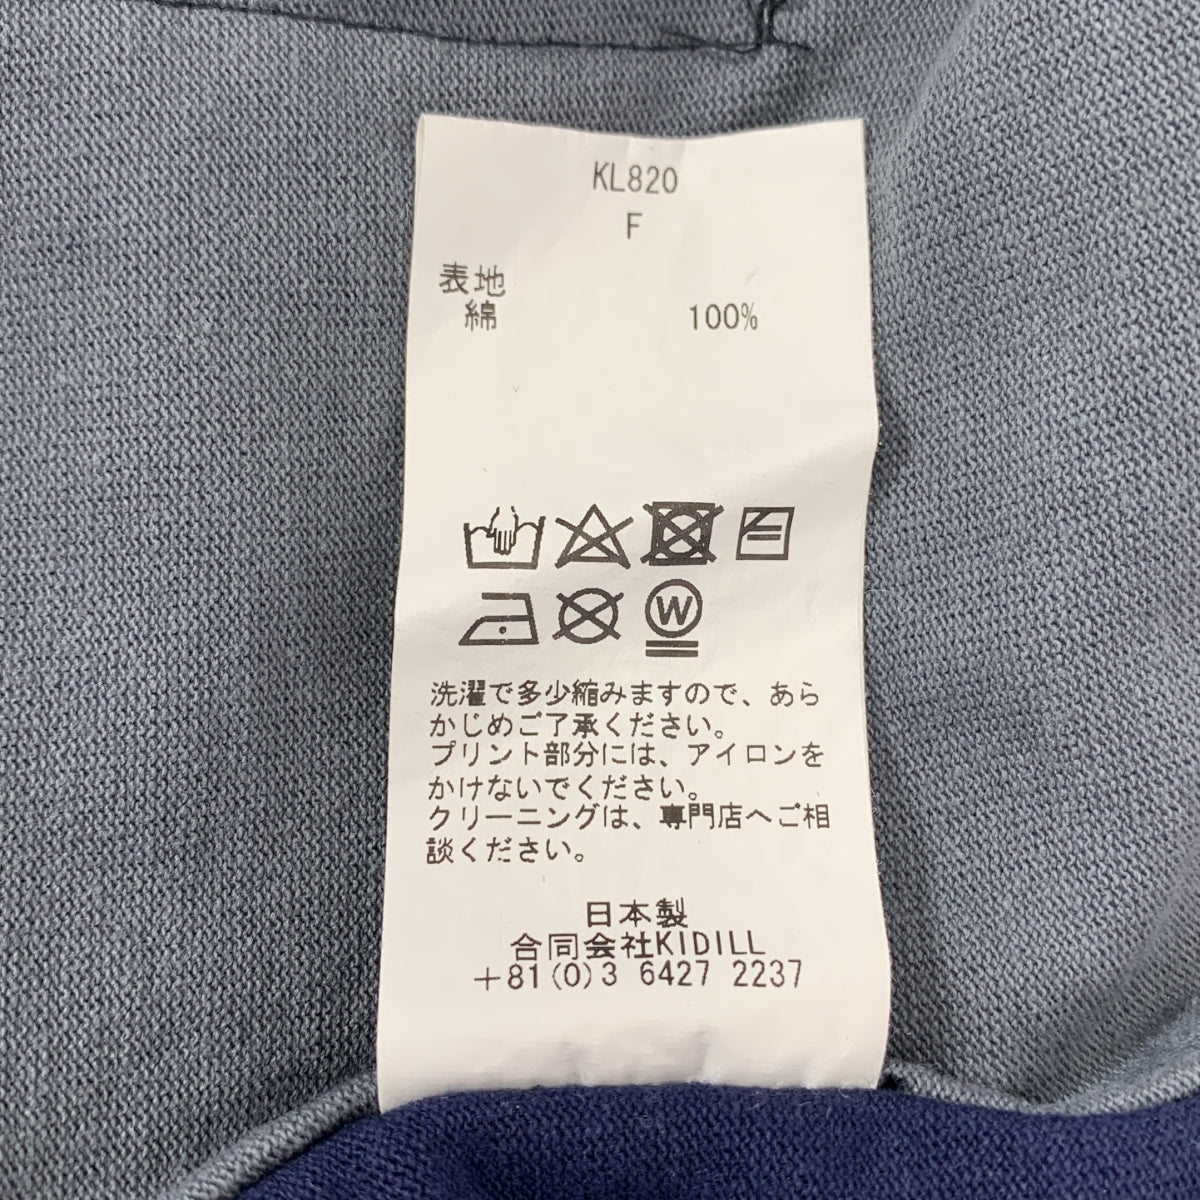 KL820
F
表地
綿 100%
W
洗濯で多少縮みますので、あら
かじめご了承ください。
プリント部分には、アイロンを
かけないでください。
クリーニングは、専門店へご相
談ください。
日本製
合同会社KIDILL
+81(0)3 6427 2237